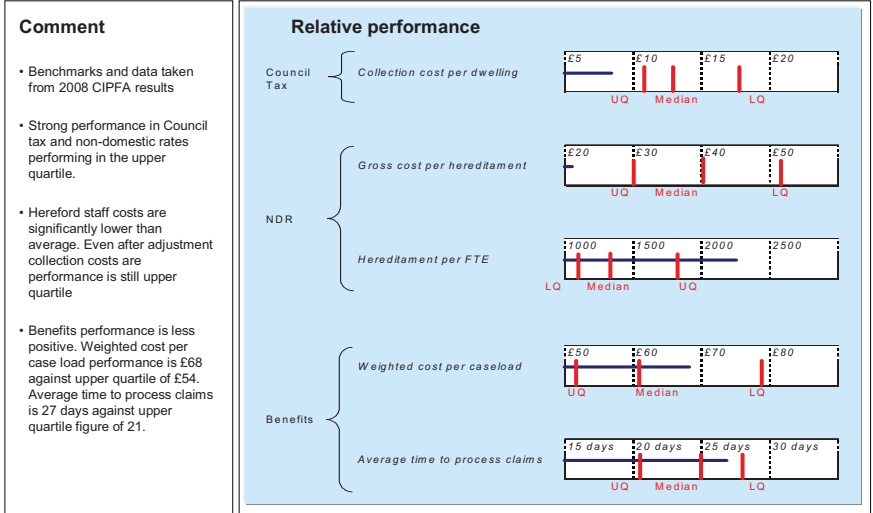 Comment
• Benchmarks and data taken
from 2008 CIPFA results
• Strong performance in Council
tax and non-domestic rates
performing in the upper
quartile.
• Hereford staff costs are
significantly lower than
average. Even after adjustment
collection costs are
performance is still upper
quartile
• Benefits performance is less
positive. Weighted cost per
case load performance is £68
against upper quartile of £54.
Average time to process claims
is 27 days against upper
quartile figure of 21.
Relative performance
Council
Tax
Collection cost per dwelling
£5 £10 £15 £20
UQ Median LQ
NDR
Gross cost per hereditament
£20 £30 £40 £50
UQ Median LQ
Hereditament per FTE
1000 1500 2000 2500
LQ Median UQ
Benefits
Weighted cost per caseload
£50 £60 £70 £80
UQ Median LQ
Average time to process claims
15 days 20 days 25 days 30 days
UQ Median LQ